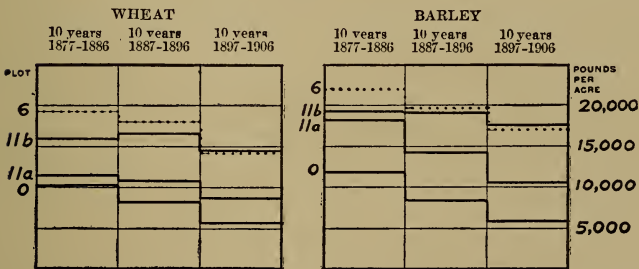 WHEAT BARLEY
10 years 10 years 10 years 10 years 10 years 10 years
1877-1886 1887-1896 1897-1906 1877-1886 1887-1896 1897-1906
PLOT POUNDS
PER
ACRE
6 6 20,000
11b 11b
11a 15,000
11a 0 10,000
0
5,000